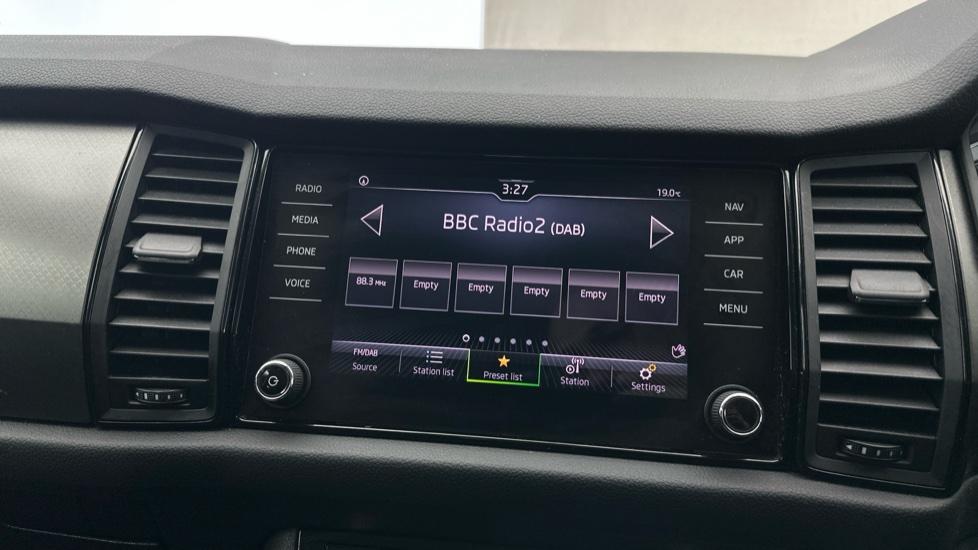 RADIO
MEDIA
PHONE
VOICE
3:27
19.0°C
BBC Radio2 (DAB)
88.3 MHz
Empty
Empty
Empty
Empty
Empty
FM/DAB
Source
Station list
Preset list
Station
Settings
NAV
APP
CAR
MENU